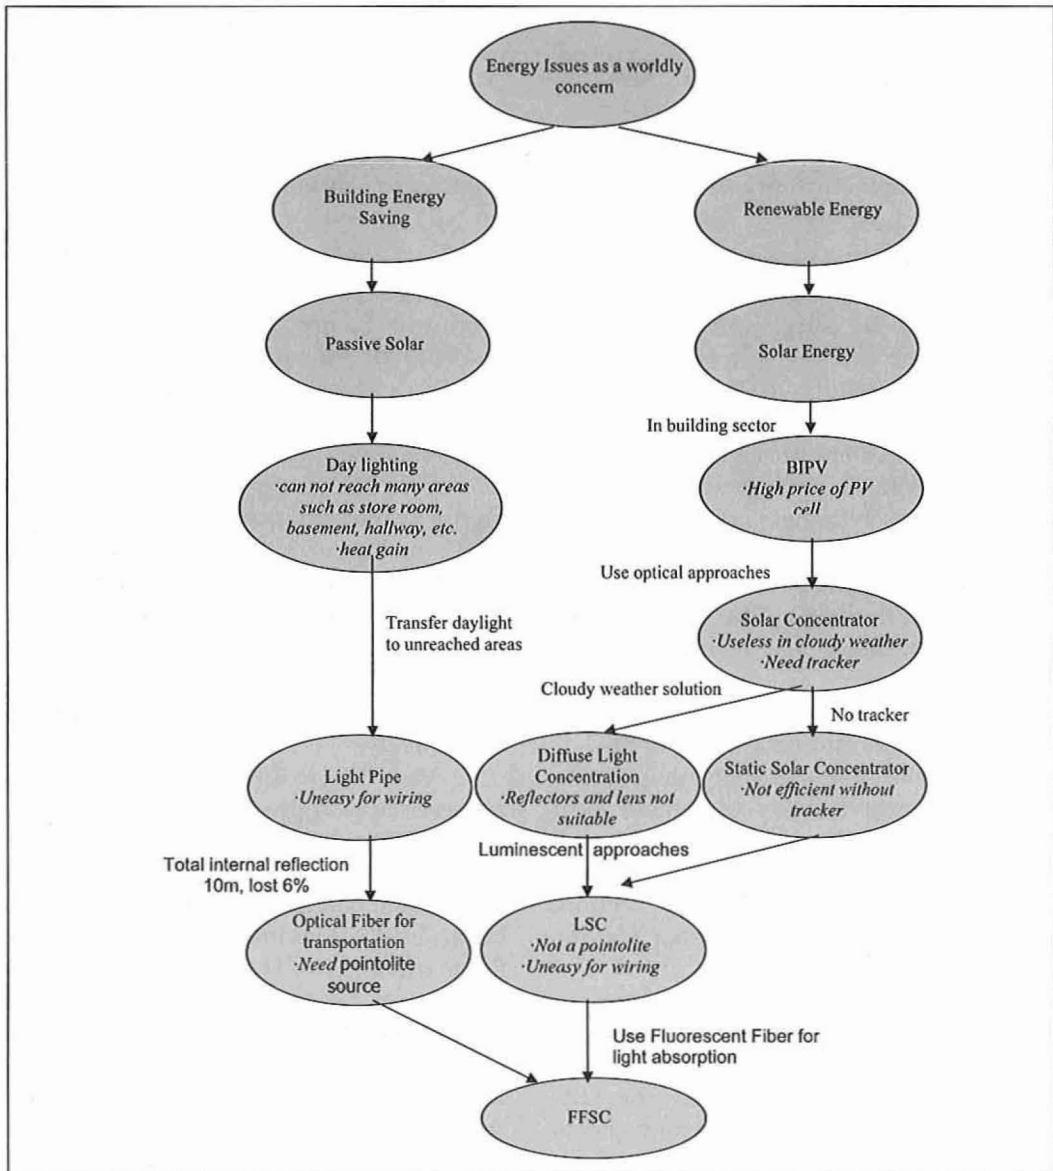 Energy Issues as a worldly
concern
Building Energy
Saving
Renewable Energy
Passive Solar
Solar Energy
In building sector
Day lighting
·can not reach many areas
such as store room,
basement, hallway, etc.
·heat gain
BIPV
·High price of PV
cell
Use optical approaches
Transfer daylight
to unreached areas
Solar Concentrator
·Useless in cloudy weather
·Need tracker
Cloudy weather solution
No tracker
Light Pipe
·Uneasy for wiring
Diffuse Light
Concentration
·Reflectors and lens not
suitable
Static Solar Concentrator
·Not efficient without
tracker
Total internal reflection
10m, lost 6%
Luminescent approaches
Optical Fiber for
transportation
·Need pointolite
source
LSC
·Not a pointolite
·Uneasy for wiring
Use Fluorescent Fiber for
light absorption
FFSC